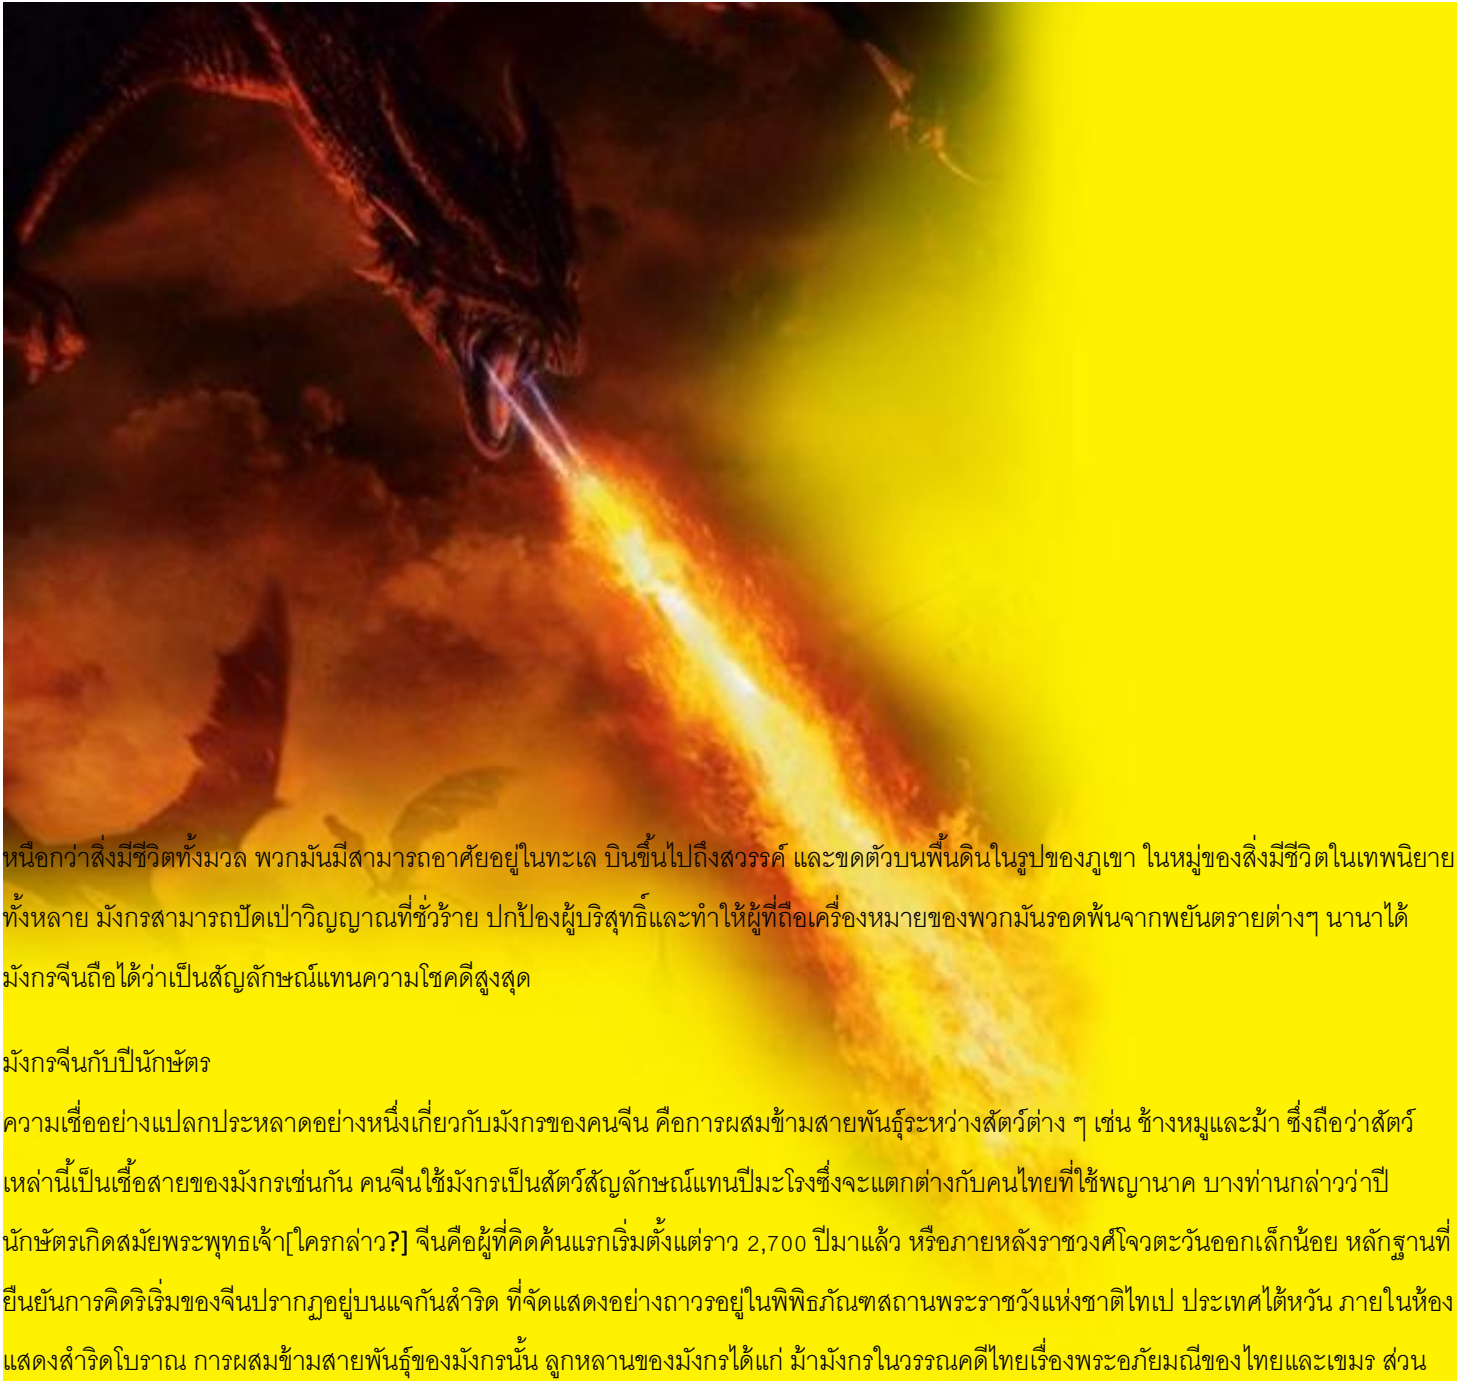 หนือกว่าสิ่งมีชีวิตทั้งมวล พวกมันมีสามารถอาศัยอยู่ในทะเล บินขึ้นไปถึงสวรรค์ และขดตัวบนพื้นดินในรูปของภูเขา ในหมู่ของสิ่งมีชีวิตในเทพนิยาย
ทั้งหลาย มังกรสามารถปัดเป่าวิญญาณที่ชั่วร้าย ปกป้องผู้บริสุทธิ์และทำให้ผู้ที่ถือเครื่องหมายของพวกมันรอดพ้นจากพยันตรายต่างๆ นานาได้
มังกรจีนถือได้ว่าเป็นสัญลักษณ์แทนความโชคดีสูงสุด
มังกรจีนกับปีนักษัตร
ความเชื่ออย่างแปลกประหลาดอย่างหนึ่งเกี่ยวกับมังกรของคนจีน คือการผสมข้ามสายพันธุ์ระหว่างสัตว์ต่าง ๆ เช่น ช้างหมูและม้า ซึ่งถือว่าสัตว์
เหล่านี้เป็นเชื้อสายของมังกรเช่นกัน คนจีนใช้มังกรเป็นสัตว์สัญลักษณ์แทนปีมะโรงซึ่งจะแตกต่างกับคนไทยที่ใช้พญานาค บางท่านกล่าวว่าปี
นักษัตรเกิดสมัยพระพุทธเจ้า[ใครกล่าว?] จีนคือผู้ที่คิดค้นแรกเริ่มตั้งแต่ราว 2,700 ปีมาแล้ว หรือภายหลังราชวงศ์โจวตะวันออกเล็กน้อย หลักฐานที่
ยืนยันการคิดริเริ่มของจีนปรากฏอยู่บนแจกันสำริด ที่จัดแสดงอย่างถาวรอยู่ในพิพิธภัณฑสถานพระราชวังแห่งชาติไทเป ประเทศไต้หวัน ภายในห้อง
แสดงสำริดโบราณ การผสมข้ามสายพันธุ์ของมังกรนั้น ลูกหลานของมังกรได้แก่ ม้ามังกรในวรรณคดีไทยเรื่องพระอภัยมณีของไทยและเขมร ส่วน